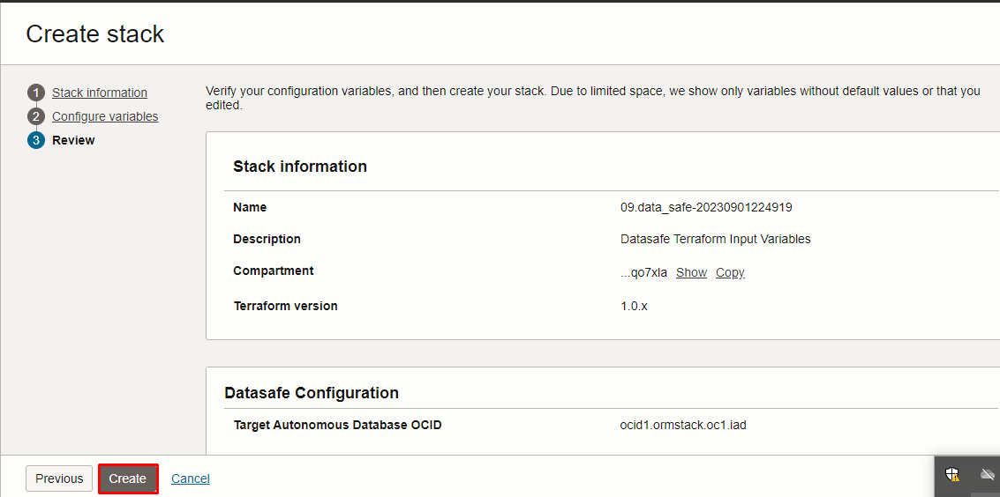 Create stack
1 Stack information
2 Configure variables
3 Review
Verify your configuration variables, and then create your stack. Due to limited space, we show only variables without default values or that you
edited.
Stack information
Name 09.data_safe-20230901224919
Description Datasafe Terraform Input Variables
Compartment ...qo7xla Show Copy
Terraform version 1.0.x
Datasafe Configuration
Target Autonomous Database OCID ocid1.ormstack.oc1.iad
Previous Create Cancel